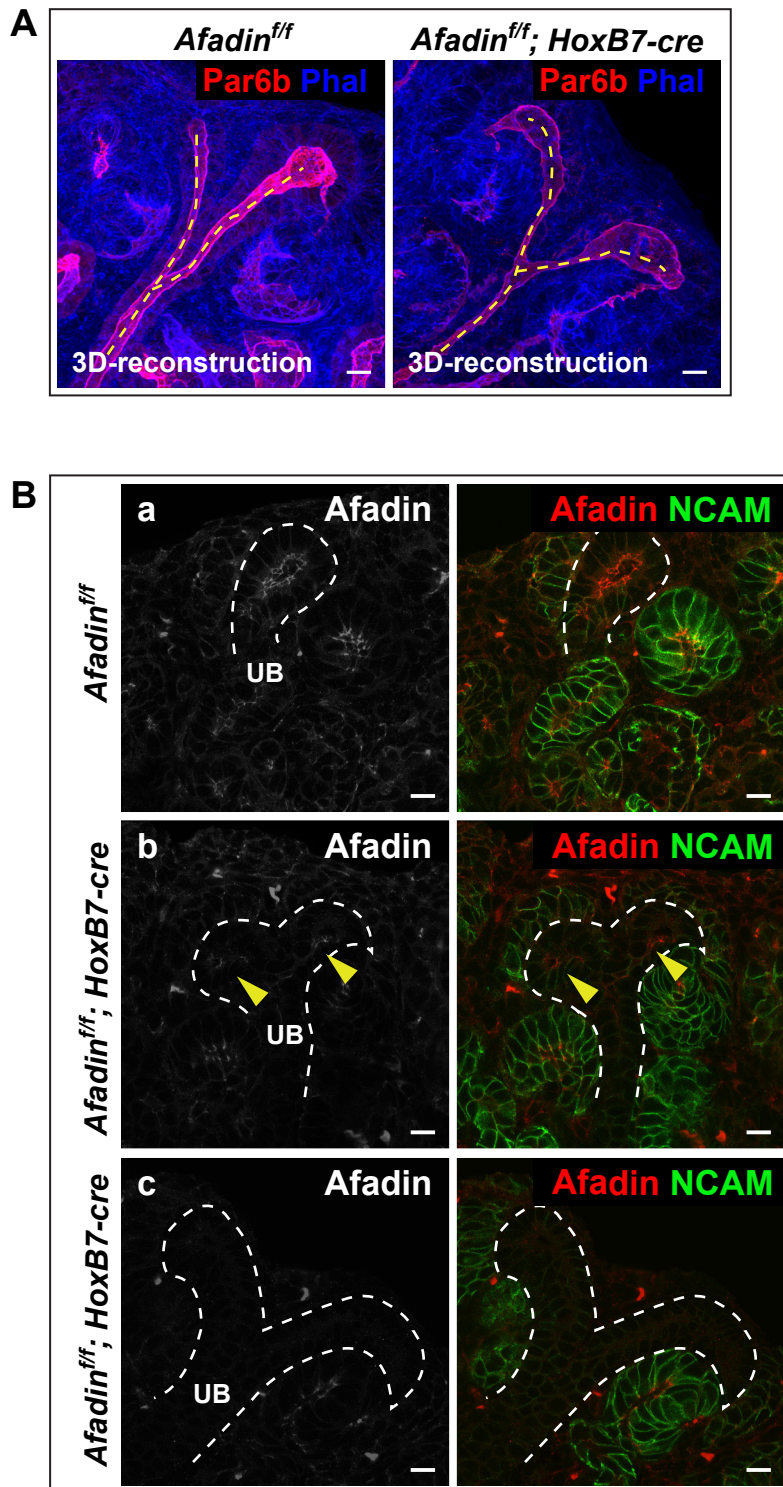 A
Afadin^f/f
Afadin^f/f; HoxB7-cre
Par6b Phal
Par6b Phal
3D-reconstruction
3D-reconstruction
B
Afadin^f/f
a
Afadin
UB
Afadin NCAM
Afadin^f/f; HoxB7-cre
b
Afadin
UB
Afadin NCAM
Afadin^f/f; HoxB7-cre
c
Afadin
UB
Afadin NCAM